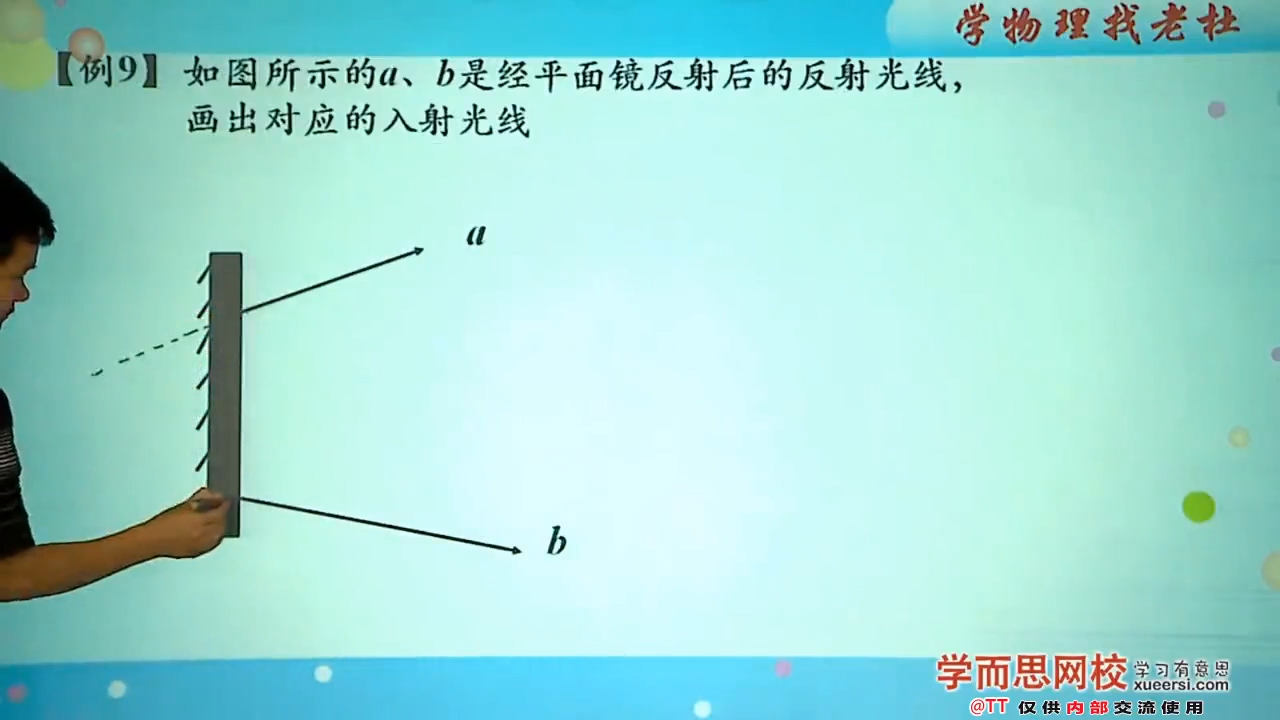 学物理找老杜
【例9】 如图所示的a、b是经平面镜反射后的反射光线，
画出对应的入射光线
a
b
学而思网校 学习有意思
xueersi.com
@TT 仅供内部交流使用